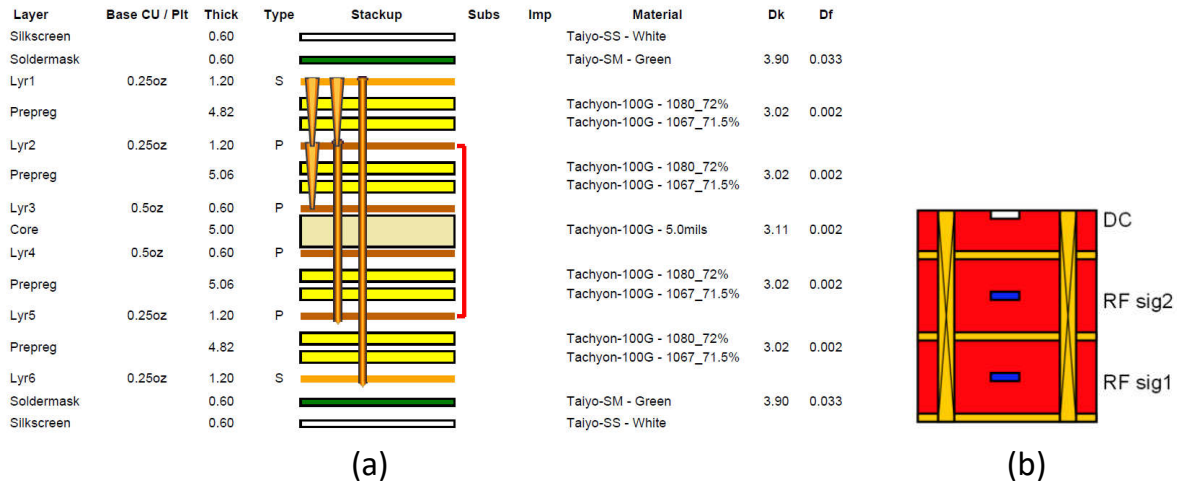 Layer Base CU / Plt Thick Type Stackup Subs Imp Material Dk Df
Silkscreen 0.60 Taiyo-SS - White
Soldermask 0.60 Taiyo-SM - Green 3.90 0.033
Lyr1 0.25oz 1.20 S
Prepreg 4.82 Tachyon-100G - 1080_72% 3.02 0.002
Tachyon-100G - 1067_71.5%
Lyr2 0.25oz 1.20 P
Prepreg 5.06 Tachyon-100G - 1080_72% 3.02 0.002
Tachyon-100G - 1067_71.5%
Lyr3 0.5oz 0.60 P
Core 5.00 Tachyon-100G - 5.0mils 3.11 0.002
Lyr4 0.5oz 0.60 P
Prepreg 5.06 Tachyon-100G - 1080_72% 3.02 0.002
Tachyon-100G - 1067_71.5%
Lyr5 0.25oz 1.20 P
Prepreg 4.82 Tachyon-100G - 1080_72% 3.02 0.002
Tachyon-100G - 1067_71.5%
Lyr6 0.25oz 1.20 S
Soldermask 0.60 Taiyo-SM - Green 3.90 0.033
Silkscreen 0.60 Taiyo-SS - White
(a)
DC
RF sig2
RF sig1
(b)